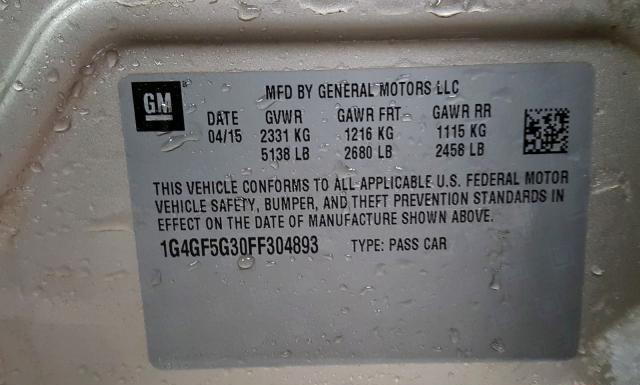 GM
MFD BY GENERAL MOTORS LLC
DATE GVWR GAWR FRT GAWR RR
04/15 2331 KG 1216 KG 1115 KG
5138 LB 2680 LB 2458 LB
THIS VEHICLE CONFORMS TO ALL APPLICABLE U.S. FEDERAL MOTOR
VEHICLE SAFETY, BUMPER, AND THEFT PREVENTION STANDARDS IN
EFFECT ON THE DATE OF MANUFACTURE SHOWN ABOVE.
1G4GF5G30FF304893 TYPE: PASS CAR